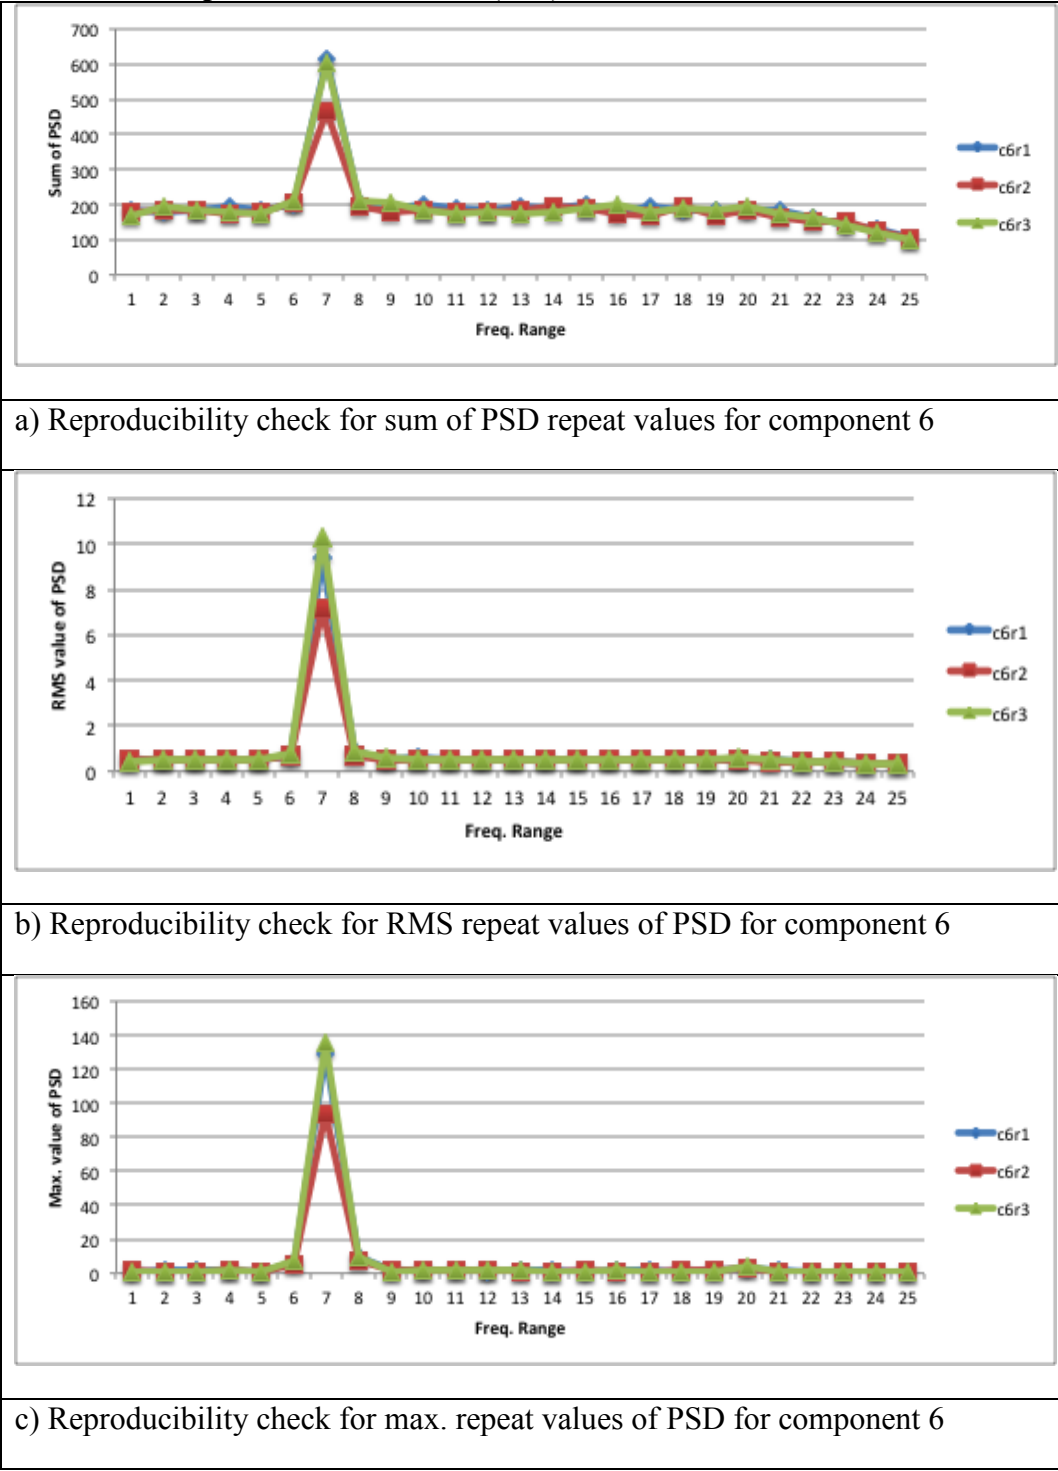 700
600
500
400
300
200
100
0
Sum of PSD
1 2 3 4 5 6 7 8 9 10 11 12 13 14 15 16 17 18 19 20 21 22 23 24 25
Freq. Range
c6r1
c6r2
c6r3
a) Reproducibility check for sum of PSD repeat values for component 6
12
10
8
6
4
2
0
RMS value of PSD
1 2 3 4 5 6 7 8 9 10 11 12 13 14 15 16 17 18 19 20 21 22 23 24 25
Freq. Range
c6r1
c6r2
c6r3
b) Reproducibility check for RMS repeat values of PSD for component 6
160
140
120
100
80
60
40
20
0
Max. value of PSD
1 2 3 4 5 6 7 8 9 10 11 12 13 14 15 16 17 18 19 20 21 22 23 24 25
Freq. Range
c6r1
c6r2
c6r3
c) Reproducibility check for max. repeat values of PSD for component 6